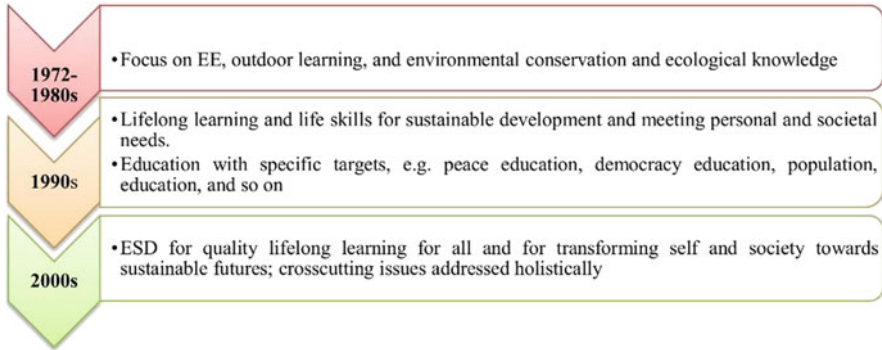 1972-
1980s
•Focus on EE, outdoor learning, and environmental conservation and ecological knowledge
1990s
•Lifelong learning and life skills for sustainable development and meeting personal and societal
needs.
•Education with specific targets, e.g. peace education, democracy education, population,
education, and so on
2000s
•ESD for quality lifelong learning for all and for transforming self and society towards
sustainable futures; crosscutting issues addressed holistically